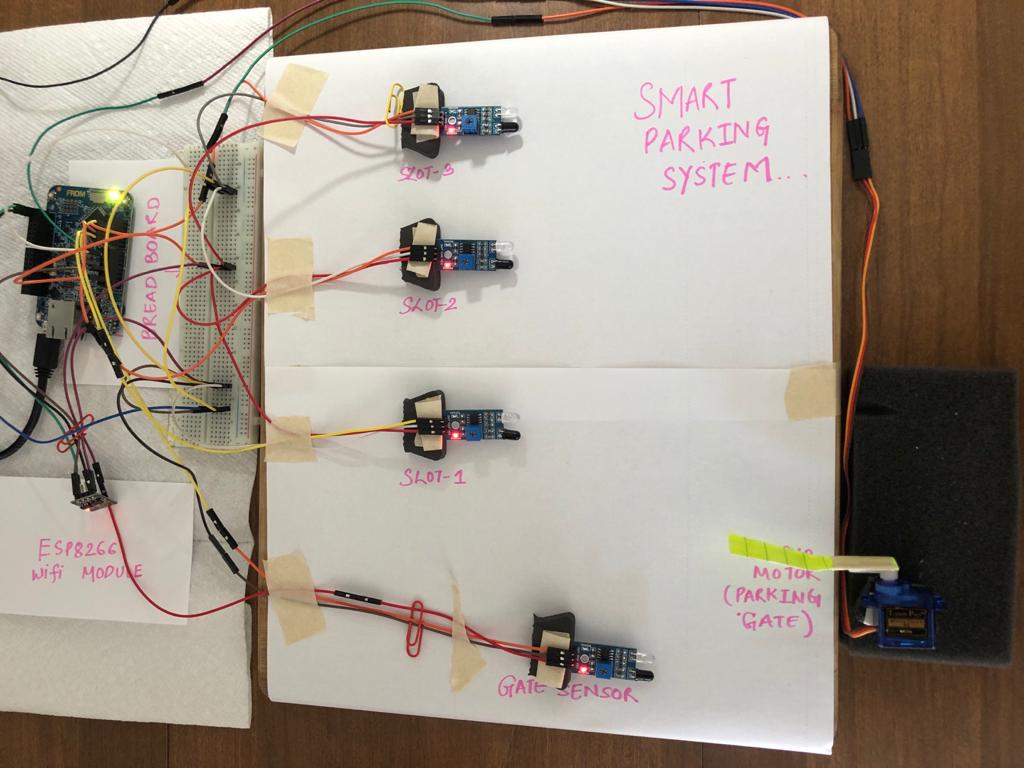 SMART
PARKING
SYSTEM...
SLOT-3
FRDM
BREAD BOARD
SLOT-2
SLOT-1
ESP8266
Wifi MODULE
MOTOR
(PARKING
GATE)
GATE SENSOR